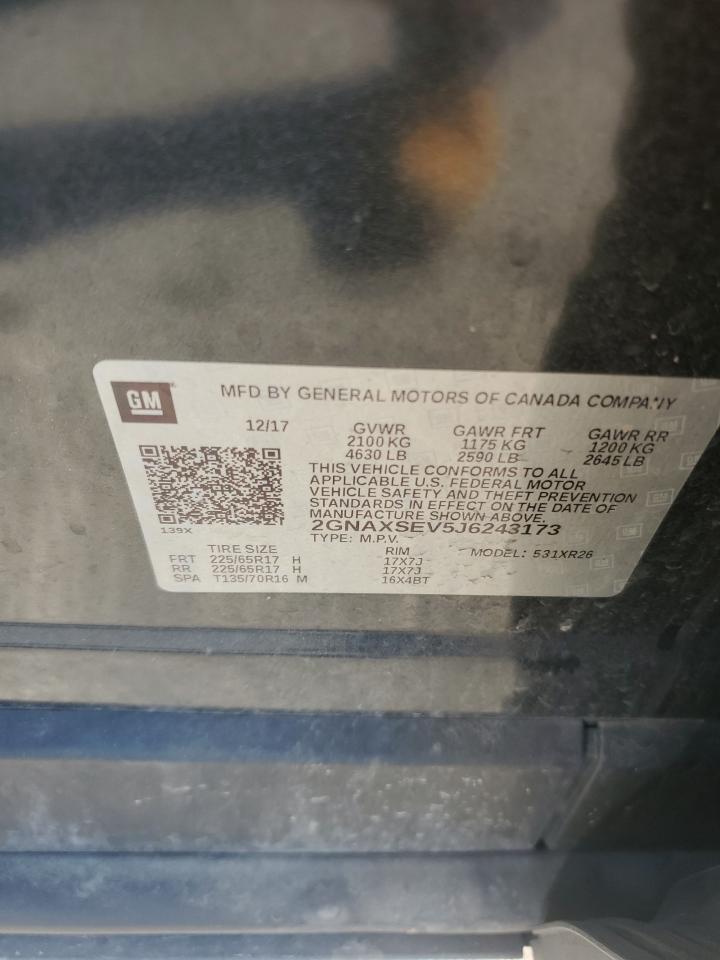 GM
MFD BY GENERAL MOTORS OF CANADA COMPANY
12/17 GVWR GAWR FRT GAWR RR
2100 KG 1175 KG 1200 KG
4630 LB 2590 LB 2645 LB
THIS VEHICLE CONFORMS TO ALL
APPLICABLE U.S. FEDERAL MOTOR
VEHICLE SAFETY AND THEFT PREVENTION
STANDARDS IN EFFECT ON THE DATE OF
MANUFACTURE SHOWN ABOVE.
139X
2GNAXSEV5J6243173
TYPE: M.P.V. MODEL: 531XR26
TIRE SIZE RIM
FRT 225/65R17 H 17X7J
RR 225/65R17 H 17X7J
SPA T135/70R16 M 16X4BT